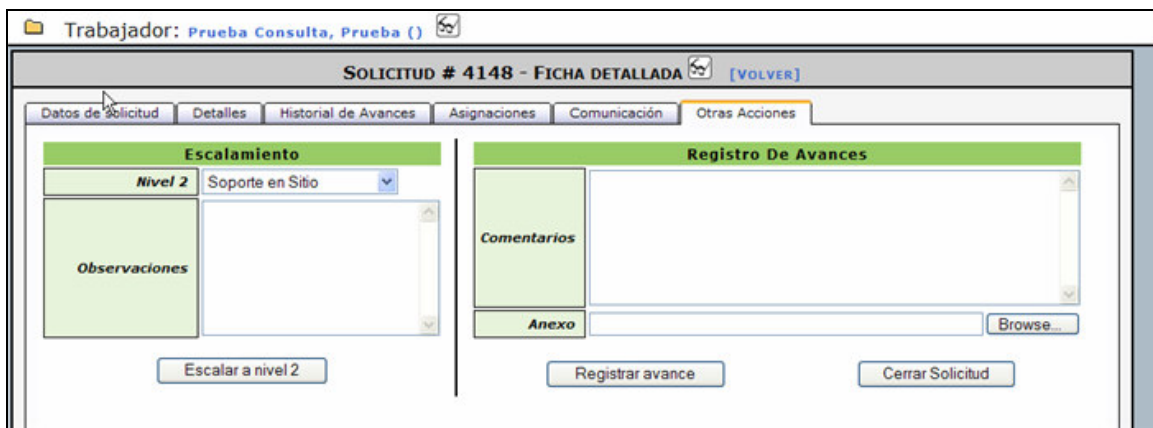 Trabajador: Prueba Consulta, Prueba ()
SOLICITUD # 4148 - FICHA DETALLADA [VOLVER]
Datos de Solicitud Detalles Historial de Avances Asignaciones Comunicación Otras Acciones
Escalamiento
Nivel 2 Soporte en Sitio
Observaciones
Escalar a nivel 2
Registro De Avances
Comentarios
Anexo Browse...
Registrar avance Cerrar Solicitud